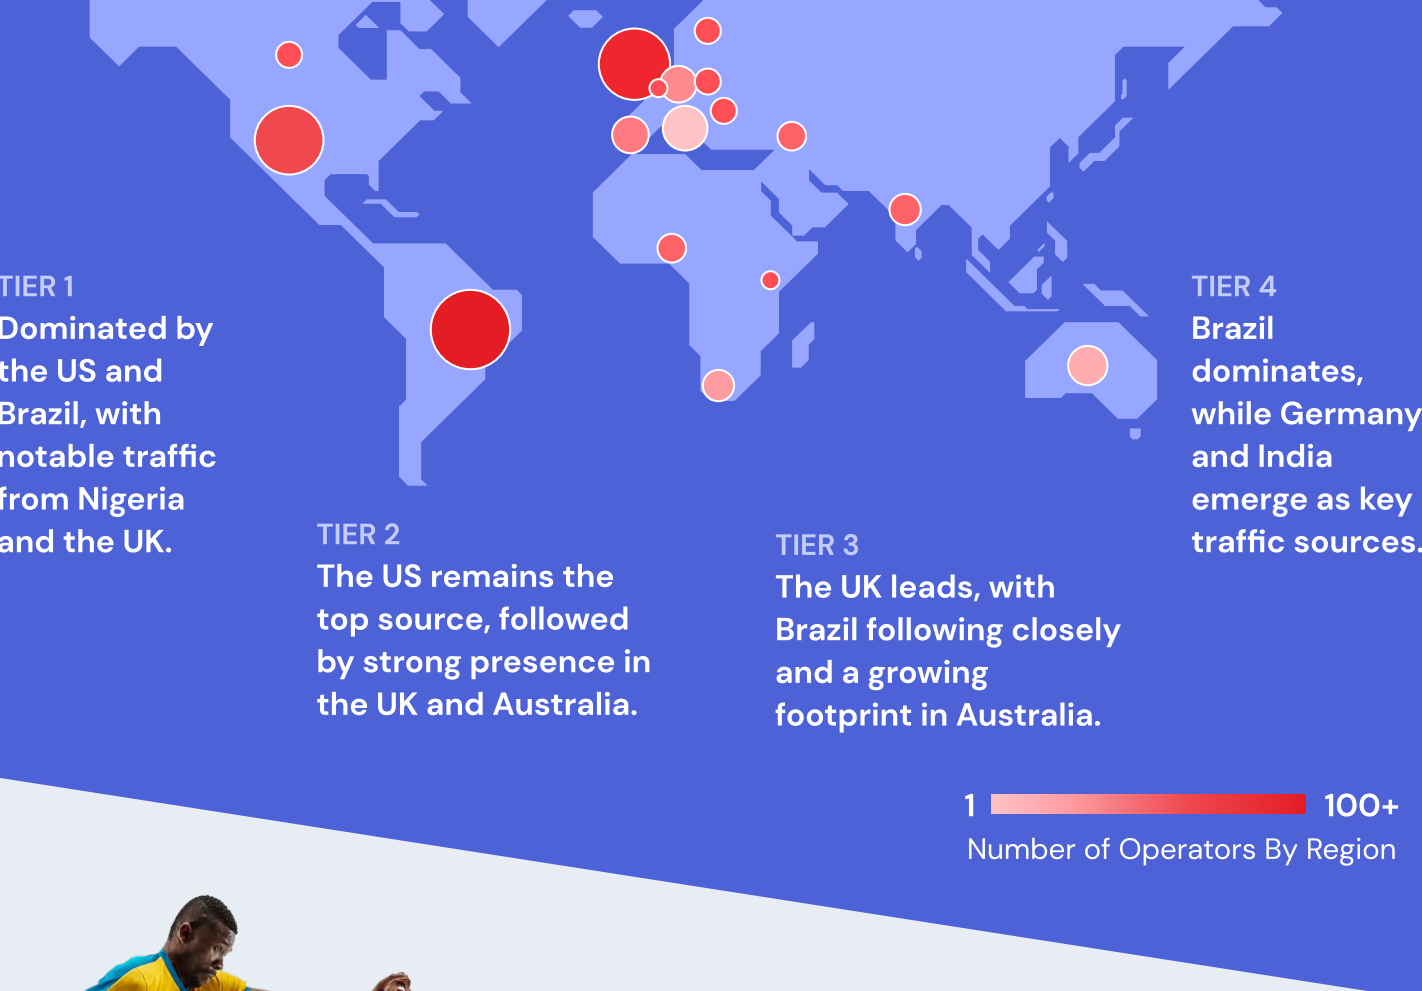 TIER 1
Dominated by
the US and
Brazil, with
notable traffic
from Nigeria
and the UK.
TIER 2
The US remains the
top source, followed
by strong presence in
the UK and Australia.
TIER 3
The UK leads, with
Brazil following closely
and a growing
footprint in Australia.
TIER 4
Brazil
dominates,
while Germany
and India
emerge as key
traffic sources.
1 100+
Number of Operators By Region